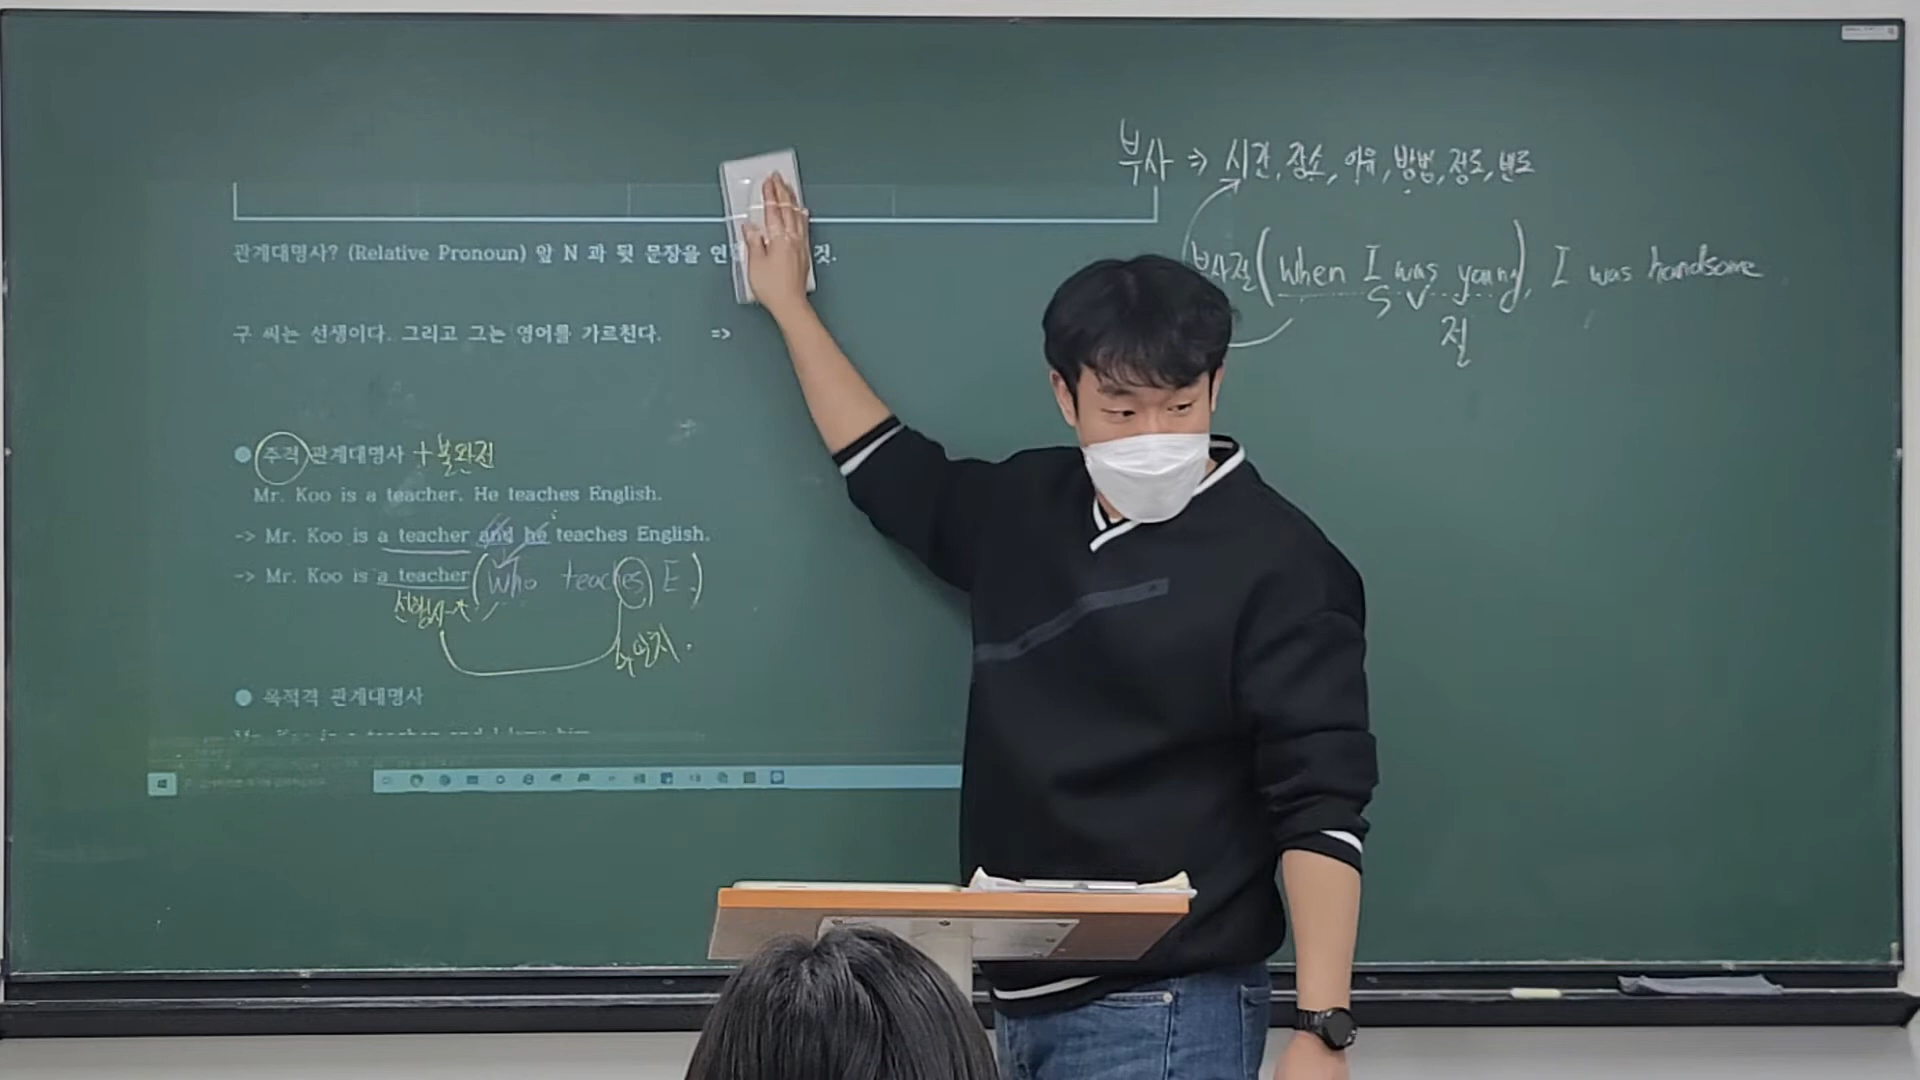 관계대명사? (Relative Pronoun) 앞 N 과 뒷 문장을 연 것.
구 씨는 선생이다. 그리고 그는 영어를 가르친다. =>
● 주격 관계대명사 + 불완전
Mr. Koo is a teacher. He teaches English.
-> Mr. Koo is a teacher and he teaches English.
-> Mr. Koo is a teacher (who teaches E.)
선행사
수일치.
● 목적격 관계대명사
부사 => 시간, 장소, 이유, 방법, 정도, 빈도
부사절 (when I was young), I was handsome
S V
절